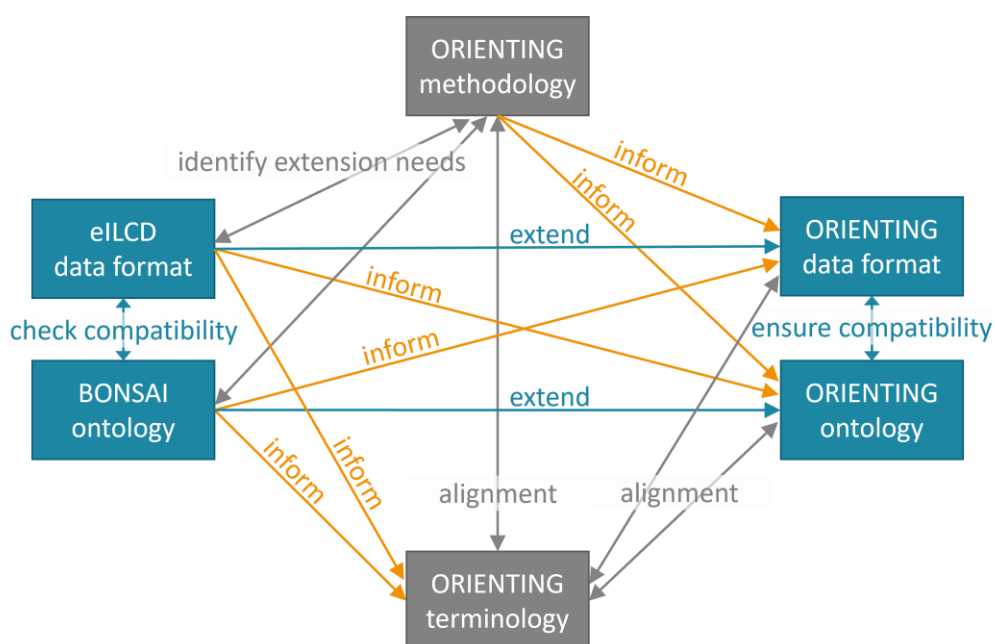 ORIENTING
methodology
identify extension needs
inform
inform
eILCD
data format
extend
ORIENTING
data format
inform
check compatibility
ensure compatibility
inform
BONSAI
ontology
extend
ORIENTING
ontology
inform
inform
alignment
alignment
ORIENTING
terminology